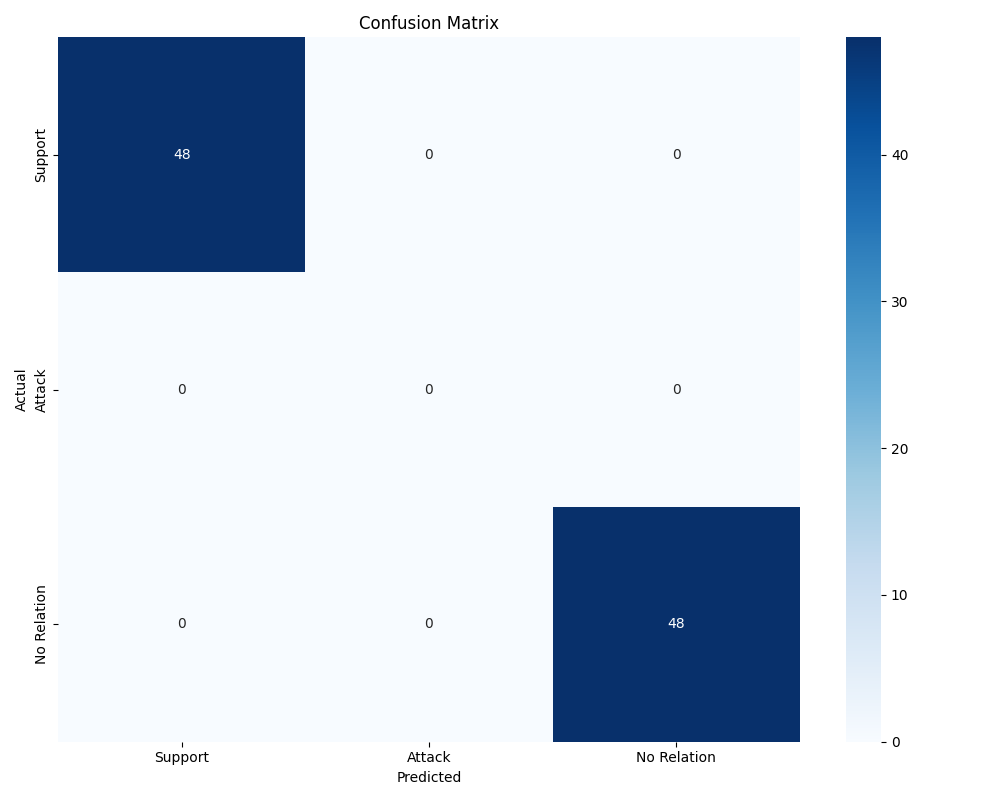 Confusion Matrix
Actual
Support
48
0
0
Attack
0
0
0
No Relation
0
0
48
Support
Attack
No Relation
Predicted
40
30
20
10
0